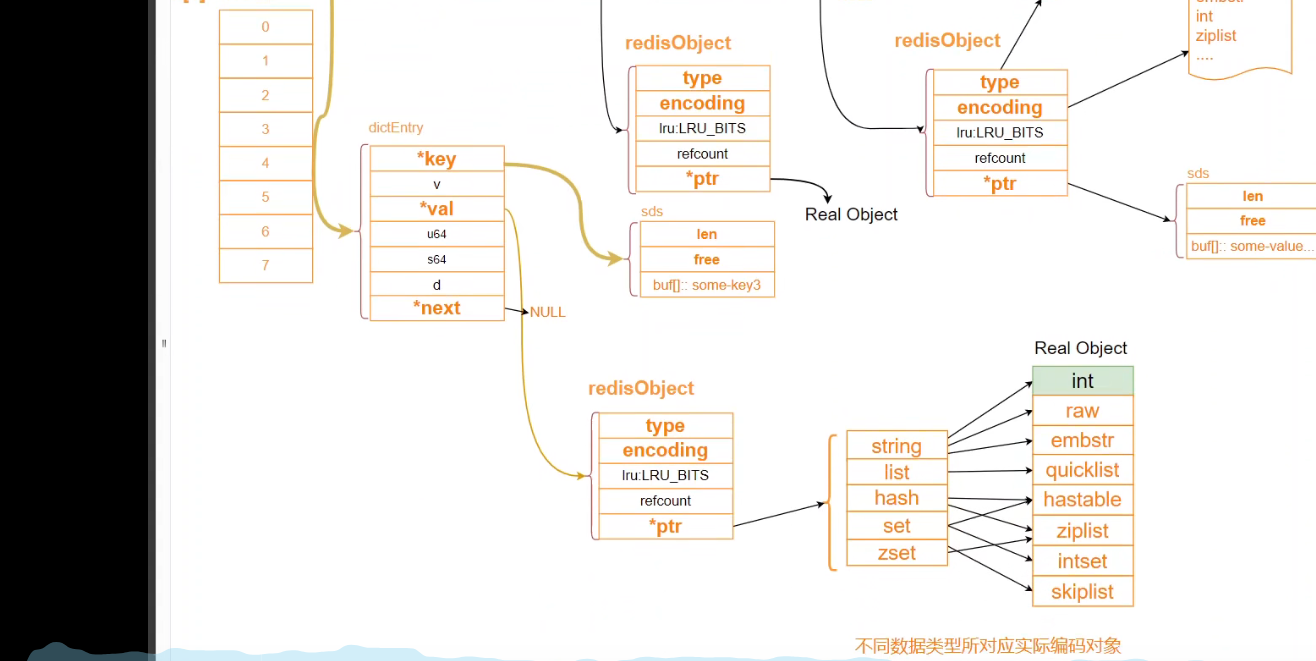 0
1
2
3
4
5
6
7
dictEntry
*key
v
*val
u64
s64
d
*next
NULL
redisObject
type
encoding
lru:LRU_BITS
refcount
*ptr
Real Object
sds
len
free
buf[]:: some-key3
redisObject
type
encoding
lru:LRU_BITS
refcount
*ptr
int
ziplist
....
sds
len
free
buf[]:: some-value...
redisObject
type
encoding
lru:LRU_BITS
refcount
*ptr
string
list
hash
set
zset
Real Object
int
raw
embstr
quicklist
hastable
ziplist
intset
skiplist
不同数据类型所对应实际编码对象